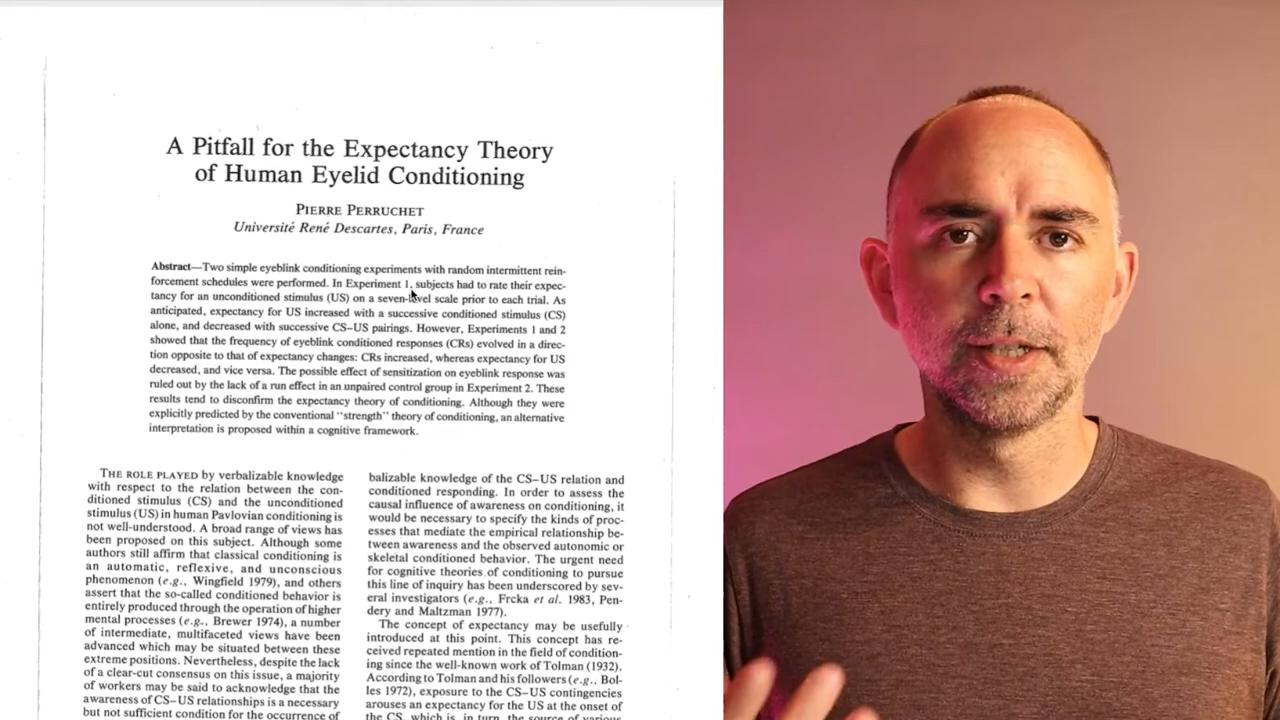 A Pitfall for the Expectancy Theory
of Human Eyelid Conditioning
PIERRE PERRUCHET
Université René Descartes, Paris, France
Abstract—Two simple eyeblink conditioning experiments with random intermittent rein-
forcement schedules were performed. In Experiment 1, subjects had to rate their expec-
tancy for an unconditioned stimulus (US) on a seven-level scale prior to each trial. As
anticipated, expectancy for US increased with a successive conditioned stimulus (CS)
alone, and decreased with successive CS–US pairings. However, Experiments 1 and 2
showed that the frequency of eyeblink conditioned responses (CRs) evolved in a direc-
tion opposite to that of expectancy changes: CRs increased, whereas expectancy for US
decreased, and vice versa. The possible effect of sensitization on eyeblink response was
ruled out by the lack of a run effect in an unpaired control group in Experiment 2. These
results tend to disconfirm the expectancy theory of conditioning. Although they were
explicitly predicted by the conventional "strength" theory of conditioning, an alternative
interpretation is proposed within a cognitive framework.
THE ROLE PLAYED by verbalizable knowledge
with respect to the relation between the con-
ditioned stimulus (CS) and the unconditioned
stimulus (US) in human Pavlovian conditioning is
not well-understood. A broad range of views has
been proposed on this subject. Although some
authors still affirm that classical conditioning is
an automatic, reflexive, and unconscious
phenomenon (e.g., Wingfield 1979), and others
assert that the so-called conditioned behavior is
entirely produced through the operation of higher
mental processes (e.g., Brewer 1974), a number
of intermediate, multifaceted views have been
advanced which may be situated between these
extreme positions. Nevertheless, despite the lack
of a clear-cut consensus on this issue, a majority
of workers may be said to acknowledge that the
awareness of CS–US relationships is a necessary
but not sufficient condition for the occurrence of
balizable knowledge of the CS–US relation and
conditioned responding. In order to assess the
causal influence of awareness on conditioning, it
would be necessary to specify the kinds of proc-
esses that mediate the empirical relationship be-
tween awareness and the observed autonomic or
skeletal conditioned behavior. The urgent need
for cognitive theories of conditioning to pursue
this line of inquiry has been underscored by sev-
eral investigators (e.g., Frcka et al. 1983, Pen-
dery and Maltzman 1977).
The concept of expectancy may be usefully
introduced at this point. This concept has re-
ceived repeated mention in the field of condition-
ing since the well-known work of Tolman (1932).
According to Tolman and his followers (e.g., Bol-
les 1972), exposure to the CS–US contingencies
arouses an expectancy for the US at the onset of
the CS, which is, in turn, the source of various